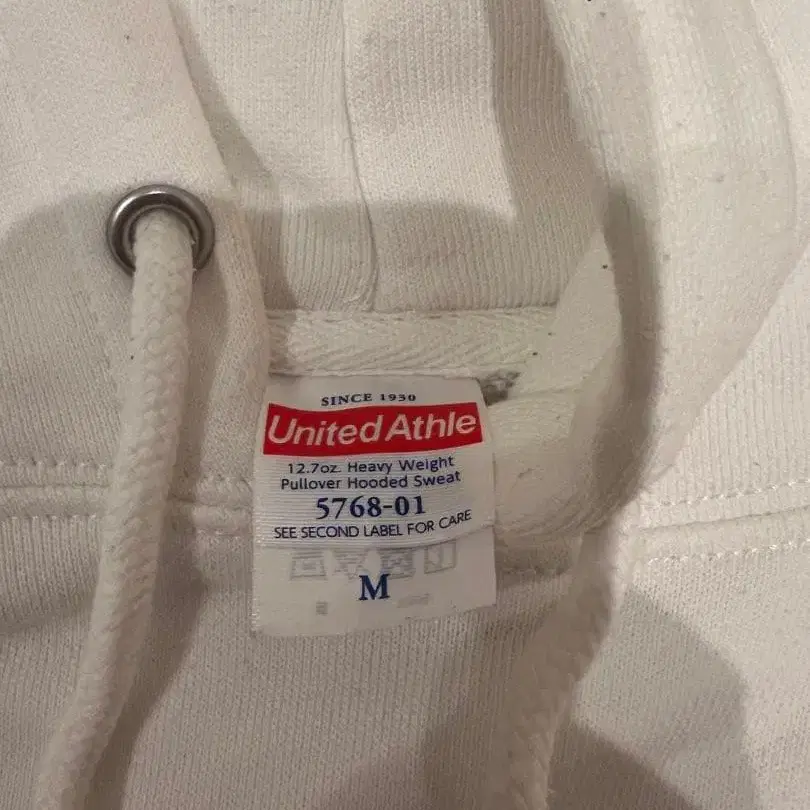 SINCE 1930
United Athle
12.7oz. Heavy Weight
Pullover Hooded Sweat
5768-01
SEE SECOND LABEL FOR CARE
M